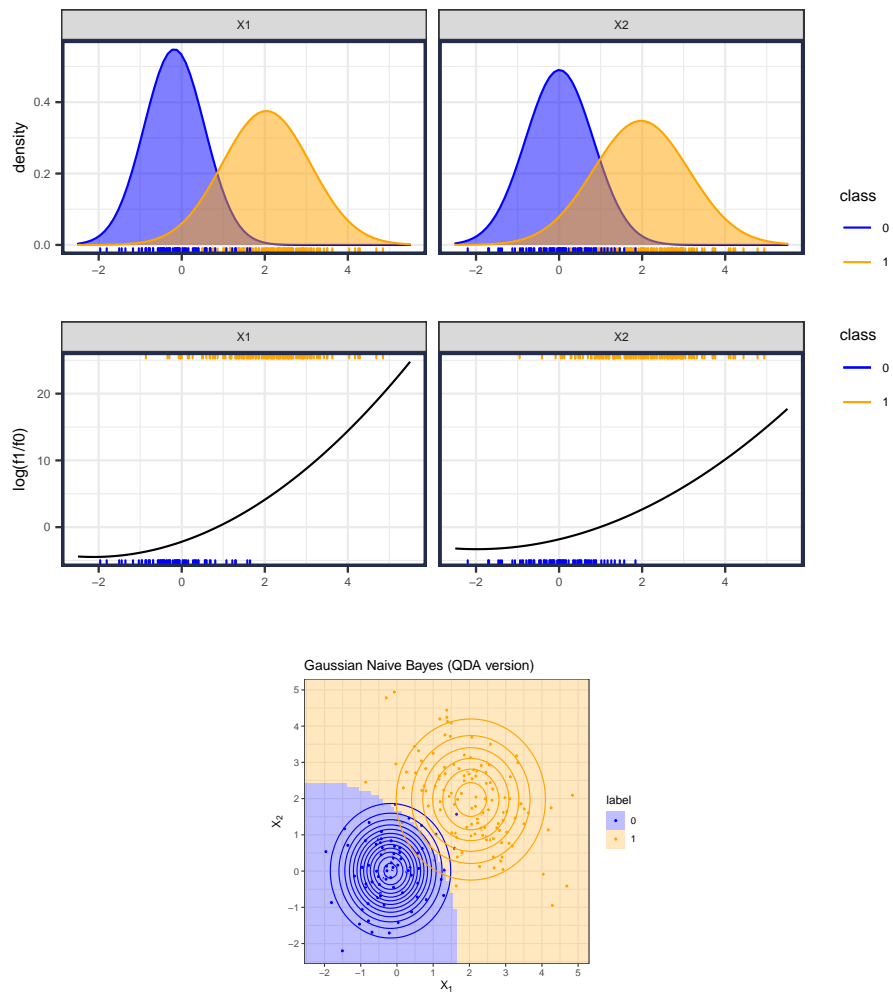 X1 X2
0.4
0.2
0.0
density
−2 0 2 4 −2 0 2 4
class
0
1
X1 X2
20
10
0
log(f1/f0)
−2 0 2 4 −2 0 2 4
class
0
1
Gaussian Naive Bayes (QDA version)
5
4
3
2
1
0
−1
−2
X2
−2 −1 0 1 2 3 4 5
X1
label
0
1